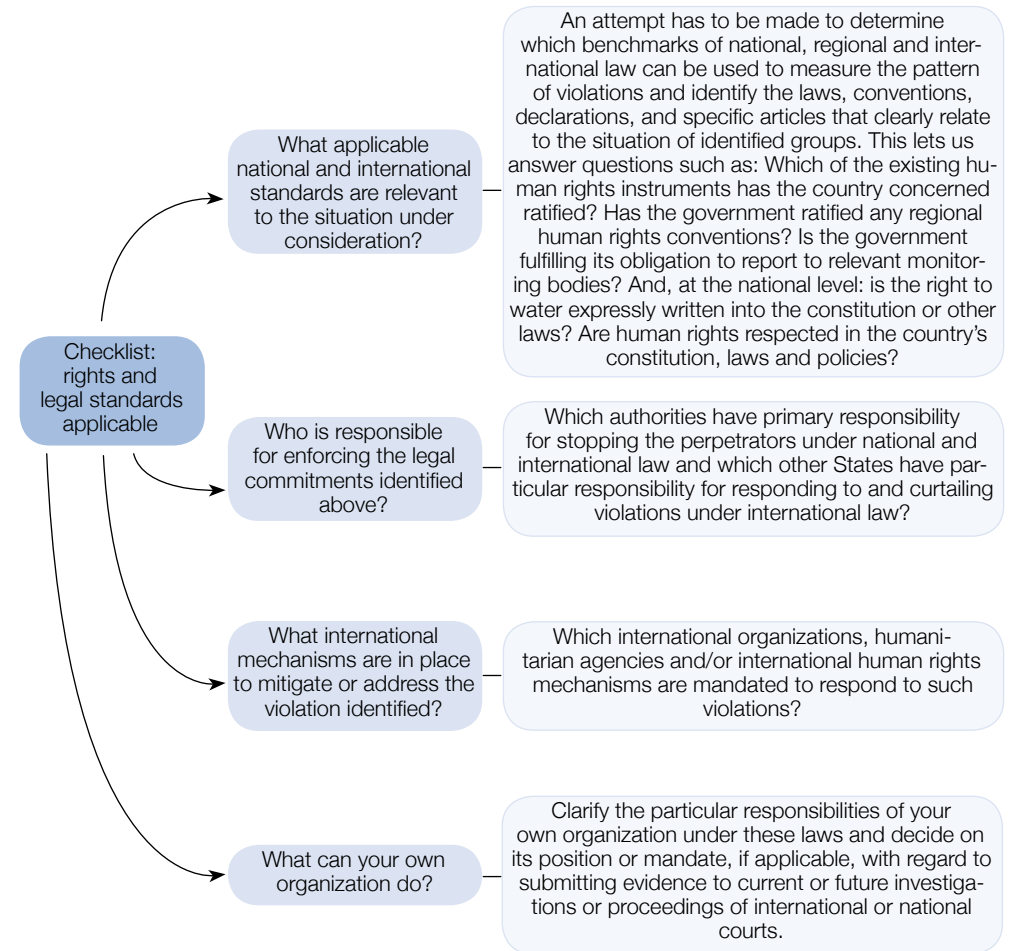 Checklist:
rights and
legal standards
applicable
What applicable
national and international
standards are relevant
to the situation under
consideration?
An attempt has to be made to determine
which benchmarks of national, regional and inter-
national law can be used to measure the pattern
of violations and identify the laws, conventions,
declarations, and specific articles that clearly relate
to the situation of identified groups. This lets us
answer questions such as: Which of the existing hu-
man rights instruments has the country concerned
ratified? Has the government ratified any regional
human rights conventions? Is the government
fulfilling its obligation to report to relevant monitor-
ing bodies? And, at the national level: is the right to
water expressly written into the constitution or other
laws? Are human rights respected in the country’s
constitution, laws and policies?
Who is responsible
for enforcing the legal
commitments identified
above?
Which authorities have primary responsibility
for stopping the perpetrators under national and
international law and which other States have par-
ticular responsibility for responding to and curtailing
violations under international law?
What international
mechanisms are in place
to mitigate or address the
violation identified?
Which international organizations, humani-
tarian agencies and/or international human rights
mechanisms are mandated to respond to such
violations?
What can your own
organization do?
Clarify the particular responsibilities of your
own organization under these laws and decide on
its position or mandate, if applicable, with regard to
submitting evidence to current or future investiga-
tions or proceedings of international or national
courts.